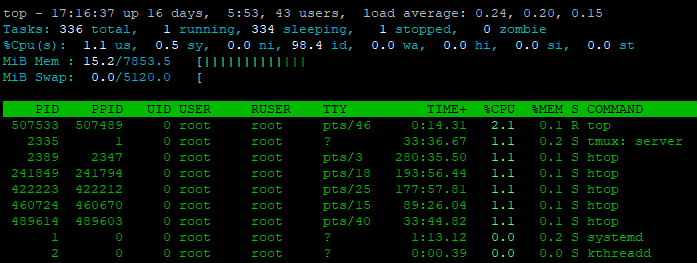 top - 17:16:37 up 16 days,  5:53, 43 users,  load average: 0.24, 0.20, 0.15
Tasks: 336 total,   1 running, 334 sleeping,   1 stopped,   0 zombie
%Cpu(s):  1.1 us,  0.5 sy,  0.0 ni, 98.4 id,  0.0 wa,  0.0 hi,  0.0 si,  0.0 st
MiB Mem : 15.2/7853.5   [||||||||||||||
MiB Swap:  0.0/5120.0   [
PID PPID UID USER RUSER TTY TIME+ %CPU %MEM S COMMAND
507533 507489 0 root root pts/46 0:14.31 2.1 0.1 R top
2335 1 0 root root ? 33:36.67 1.1 0.2 S tmux: server
2389 2347 0 root root pts/3 280:35.50 1.1 0.1 S htop
241849 241794 0 root root pts/18 193:56.44 1.1 0.1 S htop
422223 422212 0 root root pts/25 177:57.81 1.1 0.1 S htop
460724 460670 0 root root pts/15 89:26.04 1.1 0.1 S htop
489614 489603 0 root root pts/40 33:44.82 1.1 0.1 S htop
1 0 0 root root ? 1:13.12 0.0 0.2 S systemd
2 0 0 root root ? 0:00.39 0.0 0.0 S kthreadd